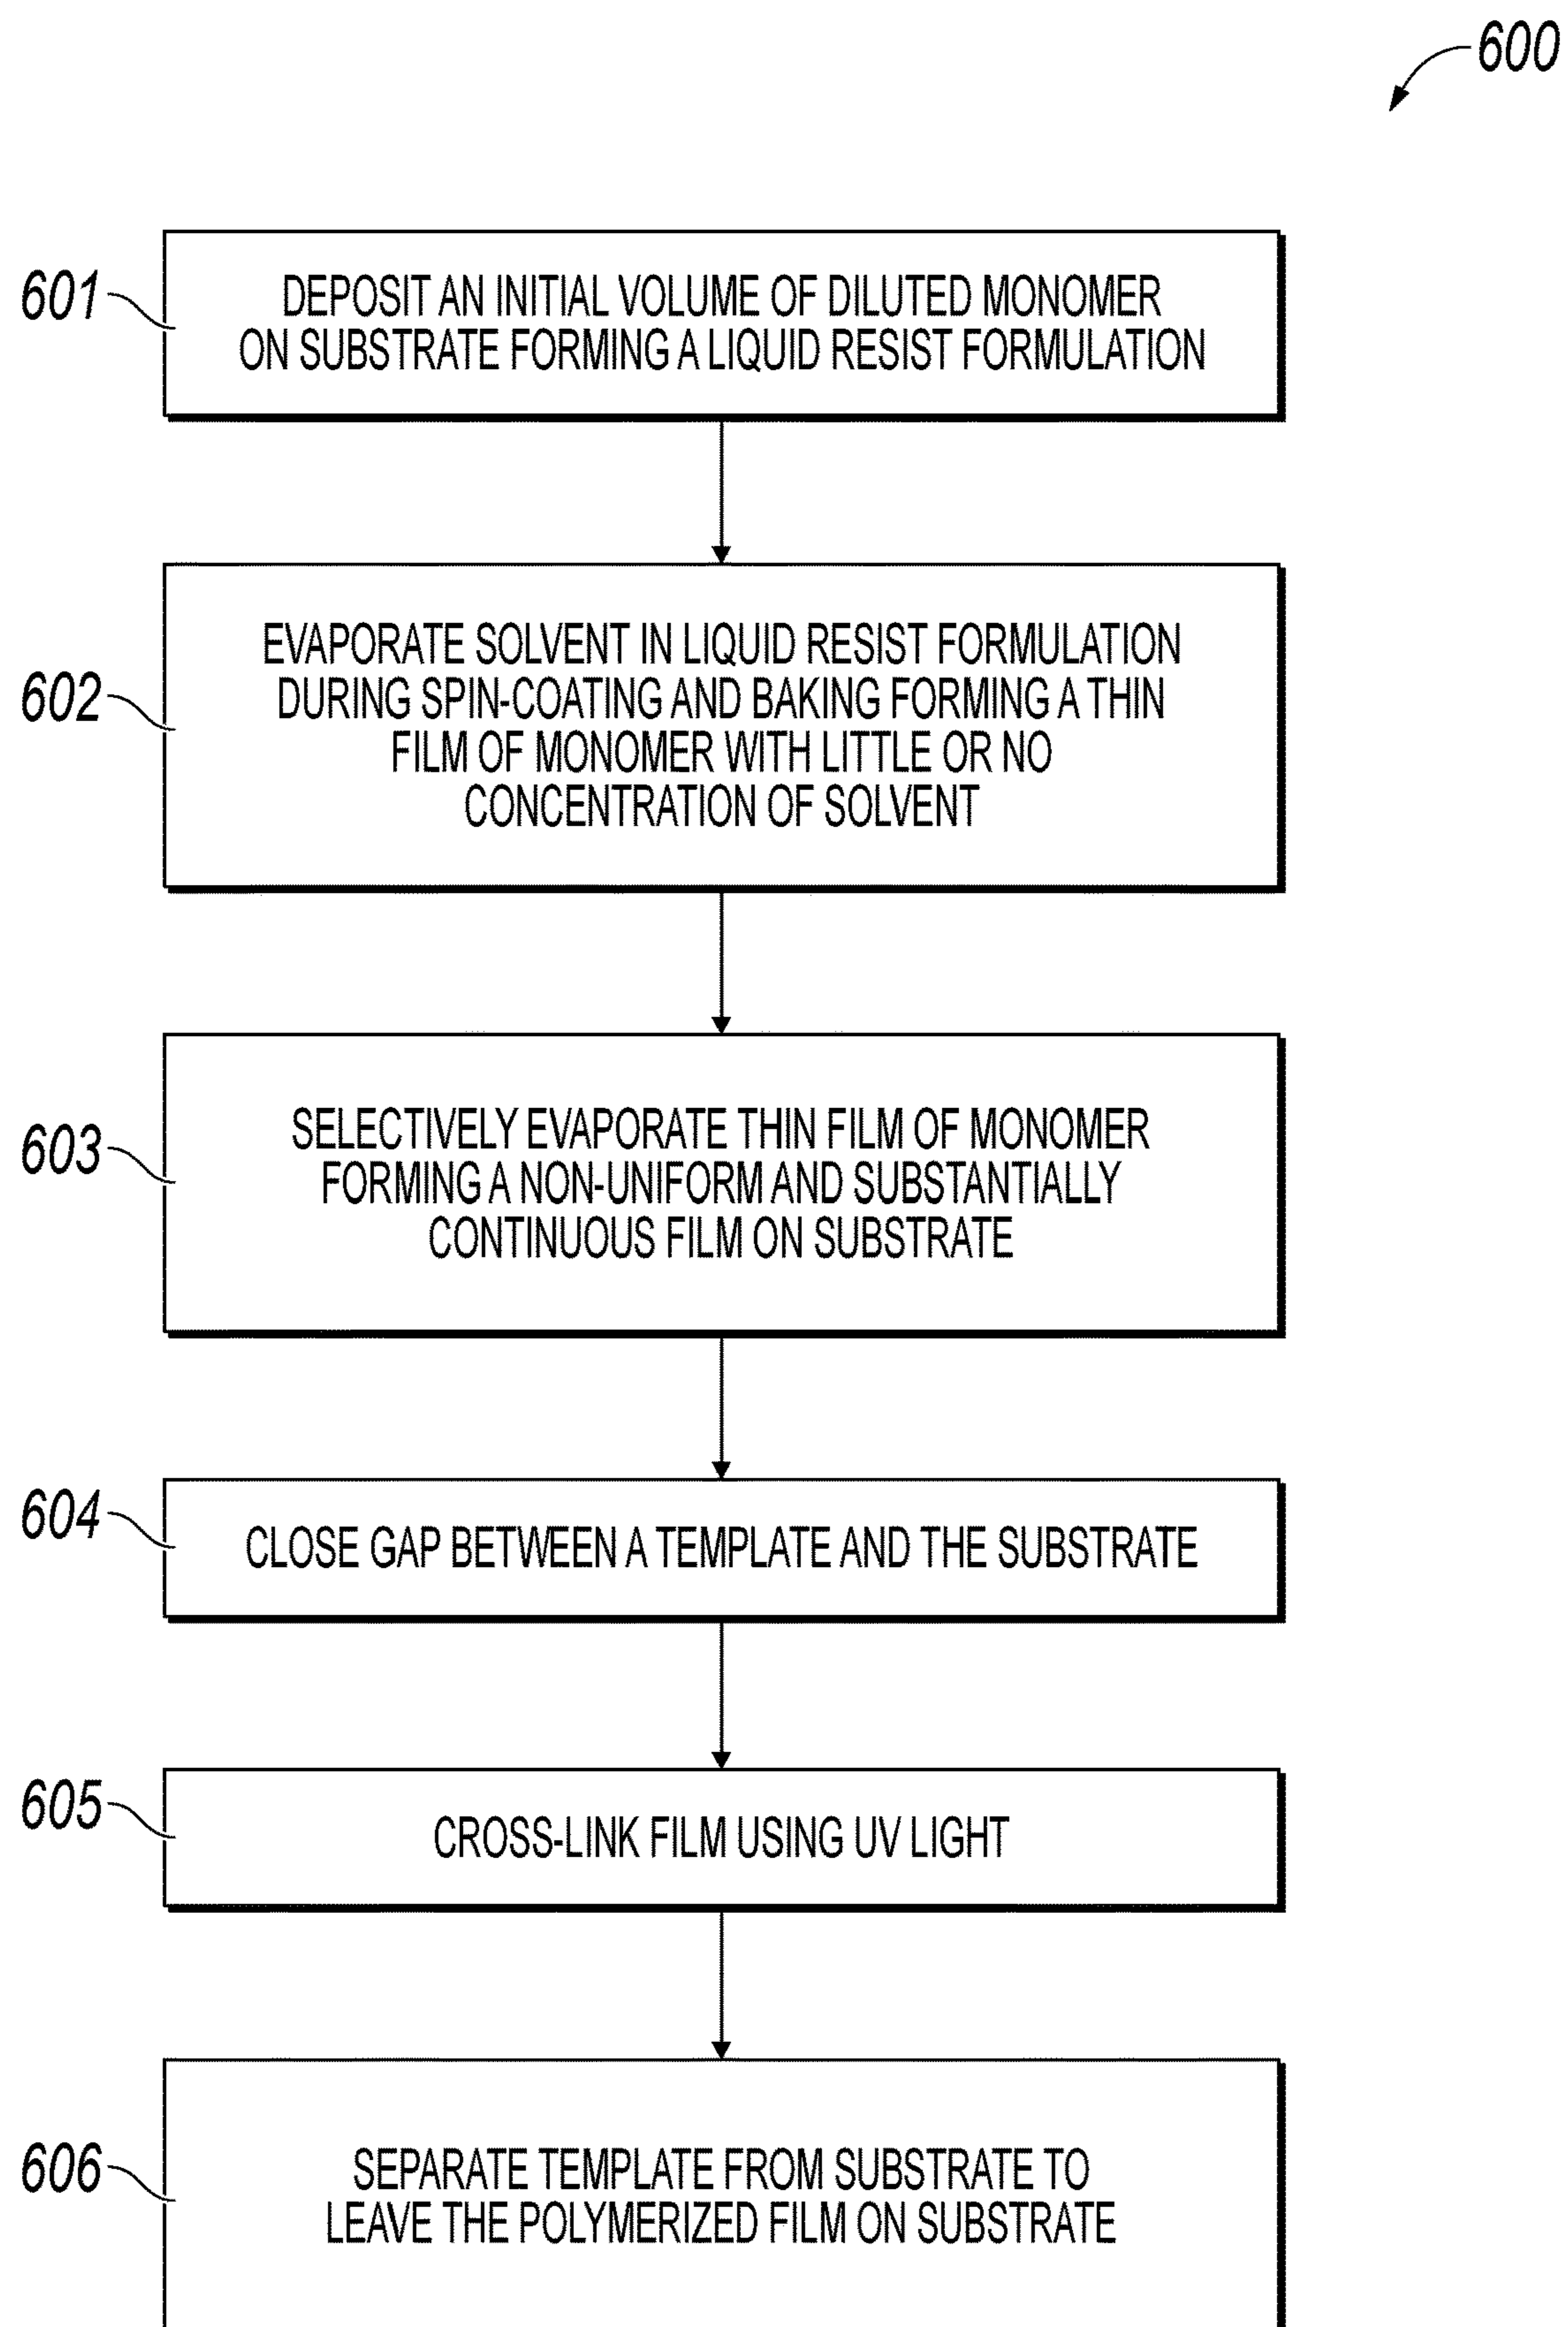 600
601
DEPOSIT AN INITIAL VOLUME OF DILUTED MONOMER
ON SUBSTRATE FORMING A LIQUID RESIST FORMULATION
602
EVAPORATE SOLVENT IN LIQUID RESIST FORMULATION
DURING SPIN-COATING AND BAKING FORMING A THIN
FILM OF MONOMER WITH LITTLE OR NO
CONCENTRATION OF SOLVENT
603
SELECTIVELY EVAPORATE THIN FILM OF MONOMER
FORMING A NON-UNIFORM AND SUBSTANTIALLY
CONTINUOUS FILM ON SUBSTRATE
604
CLOSE GAP BETWEEN A TEMPLATE AND THE SUBSTRATE
605
CROSS-LINK FILM USING UV LIGHT
606
SEPARATE TEMPLATE FROM SUBSTRATE TO
LEAVE THE POLYMERIZED FILM ON SUBSTRATE